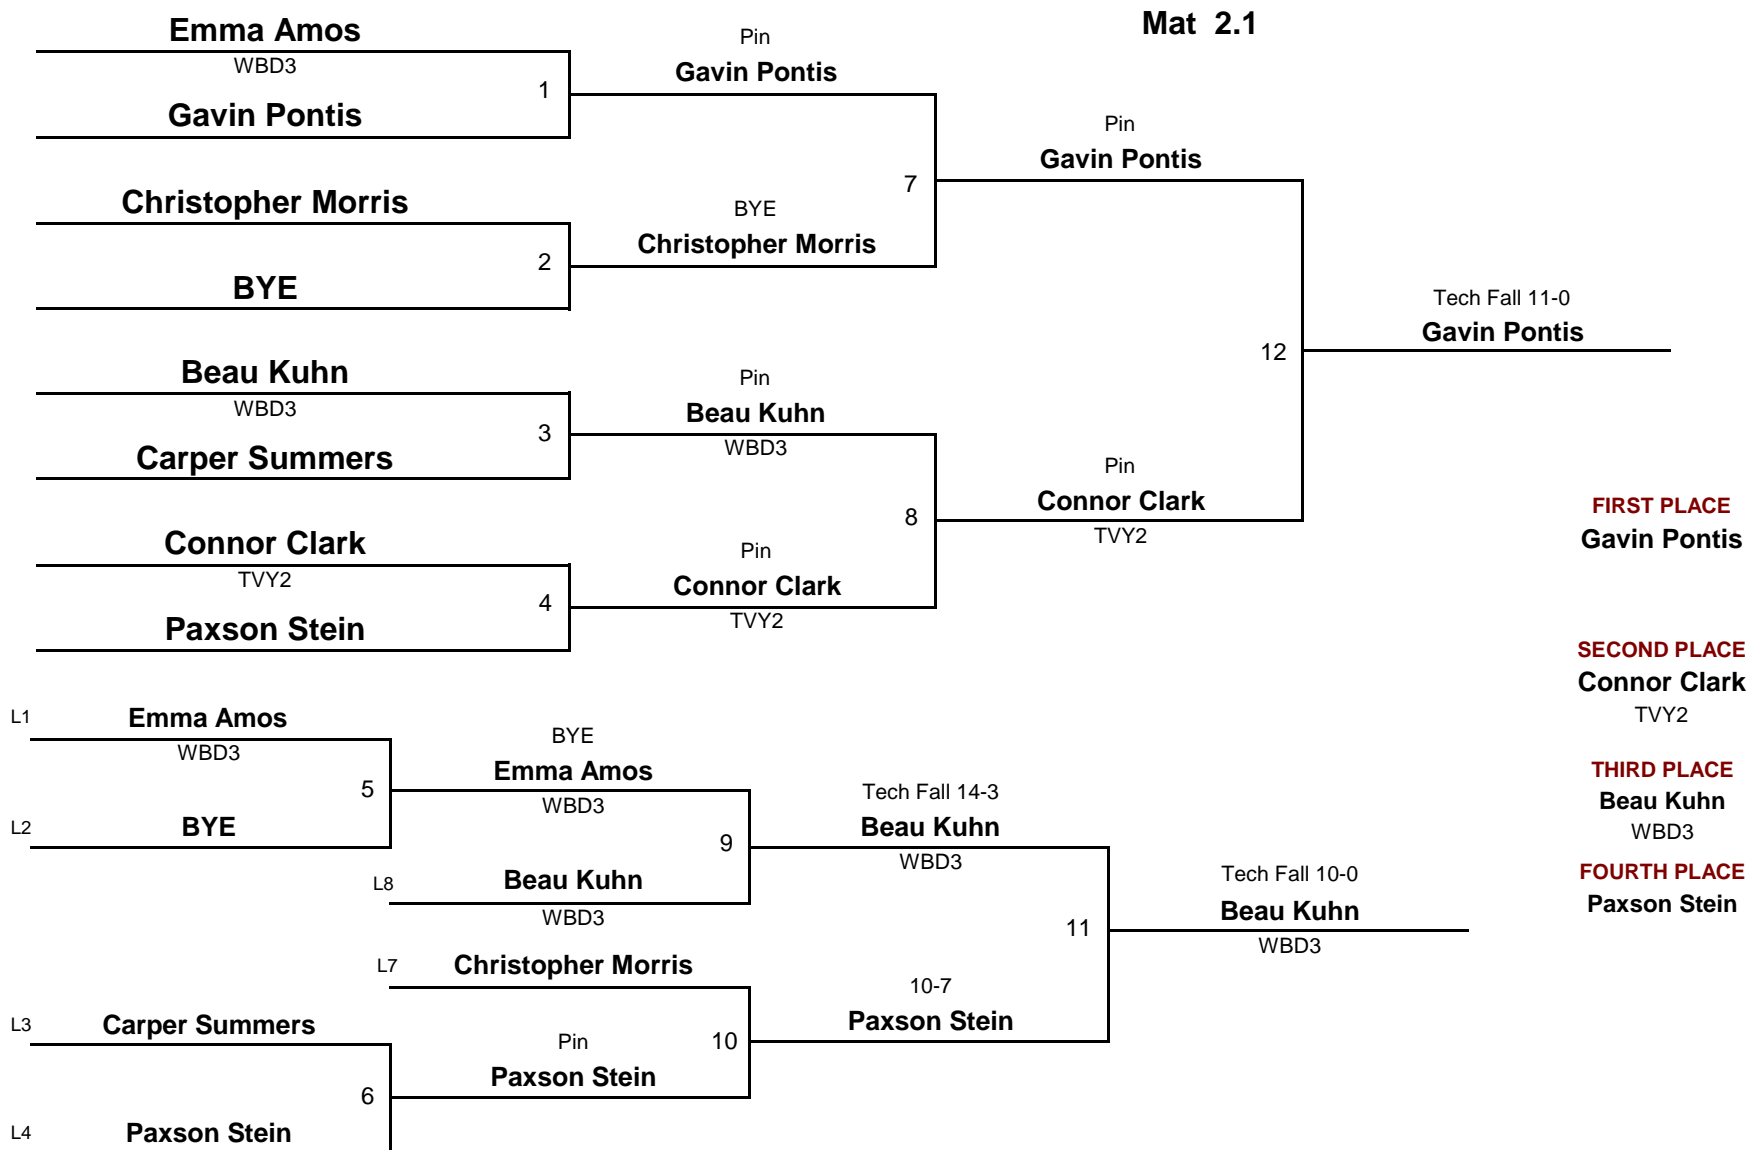 Mat 2.1
Emma Amos
WBD3
1
Gavin Pontis
Pin
Gavin Pontis
Christopher Morris
2
BYE
BYE
Christopher Morris
7
Pin
Gavin Pontis
Beau Kuhn
WBD3
3
Carper Summers
Pin
Beau Kuhn
WBD3
Connor Clark
TVY2
4
Paxson Stein
Pin
Connor Clark
TVY2
8
Pin
Connor Clark
TVY2
12
Tech Fall 11-0
Gavin Pontis
FIRST PLACE
Gavin Pontis
SECOND PLACE
Connor Clark
TVY2
THIRD PLACE
Beau Kuhn
WBD3
FOURTH PLACE
Paxson Stein
L1
Emma Amos
WBD3
5
L2
BYE
BYE
Emma Amos
WBD3
9
L8
Beau Kuhn
WBD3
Tech Fall 14-3
Beau Kuhn
WBD3
L7
Christopher Morris
10
L3
Carper Summers
6
L4
Paxson Stein
Pin
Paxson Stein
10-7
Paxson Stein
11
Tech Fall 10-0
Beau Kuhn
WBD3